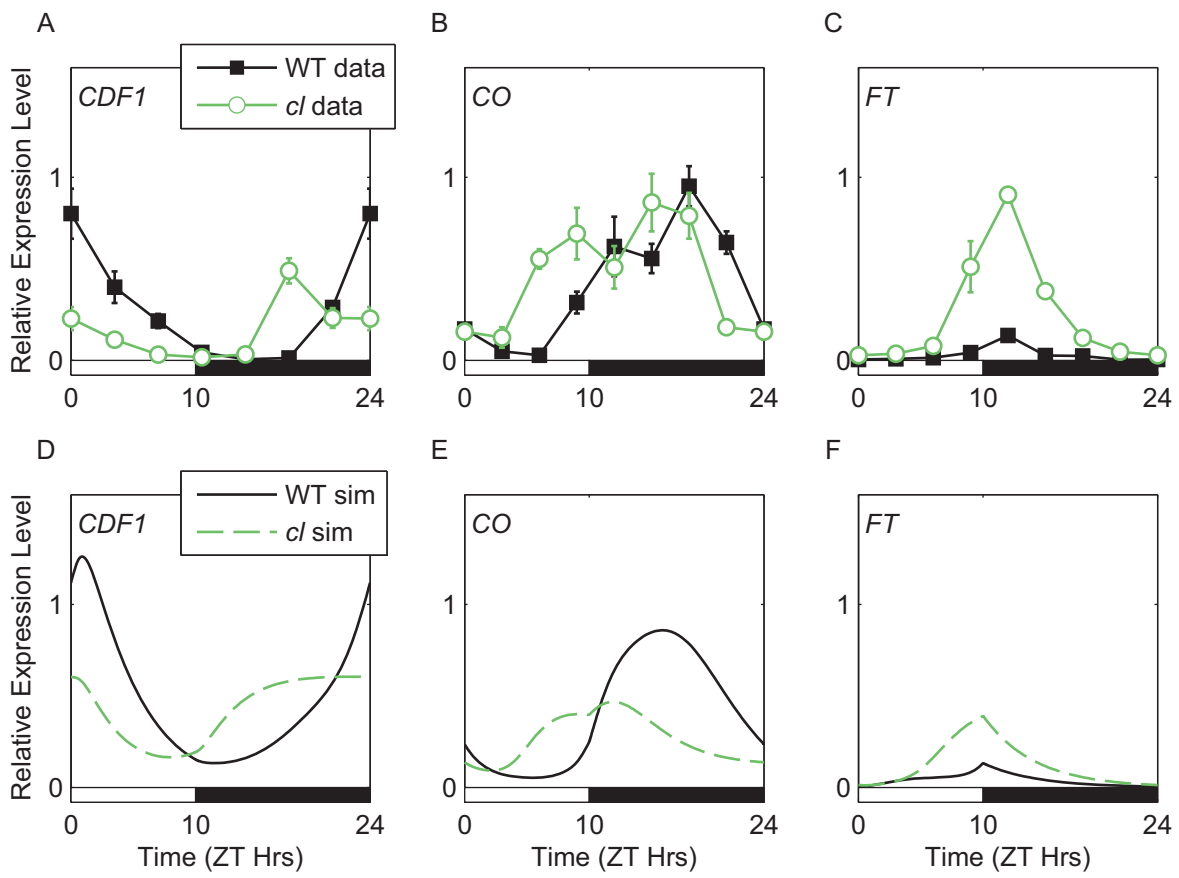 A
B
C
WT data
cl data
CDF1
CO
FT
Relative Expression Level
1
0
1
0
1
0
0 10 24
0 10 24
0 10 24
D
E
F
WT sim
cl sim
CDF1
CO
FT
Relative Expression Level
1
0
1
0
1
0
0 10 24
0 10 24
0 10 24
Time (ZT Hrs)
Time (ZT Hrs)
Time (ZT Hrs)